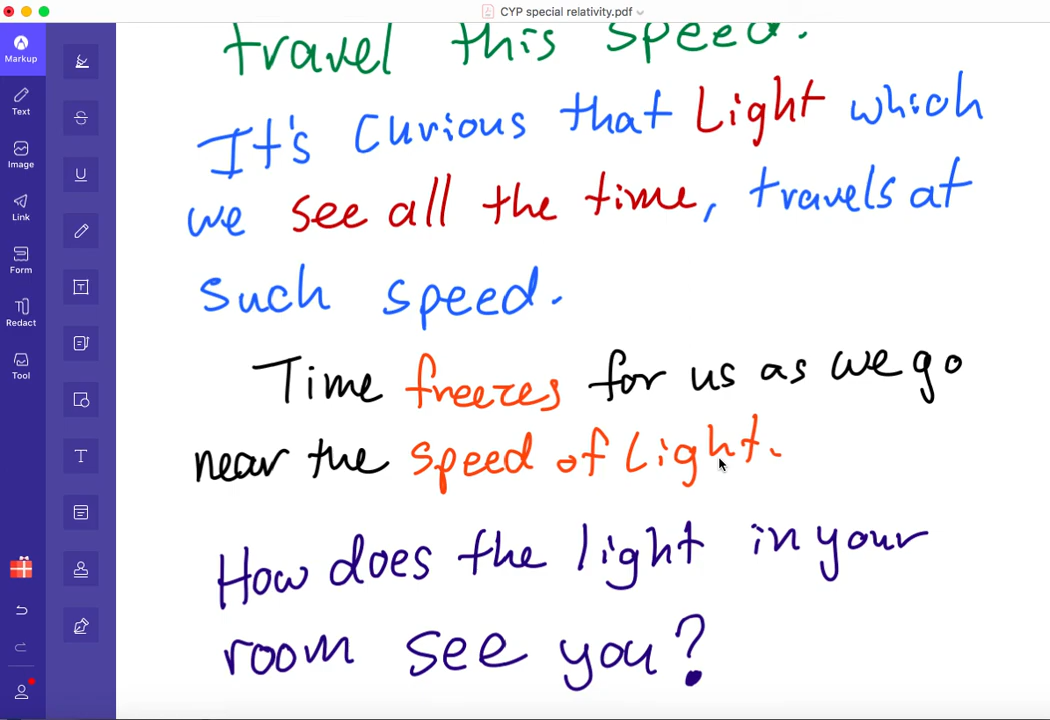 CYP special relativity.pdf
Markup
Text
Image
Link
Form
Redact
Tool
travel this speed.
It's curious that Light which
we see all the time, travels at
such speed.
Time freezes for us as we go
near the speed of Light.
How does the light in your
room see you?